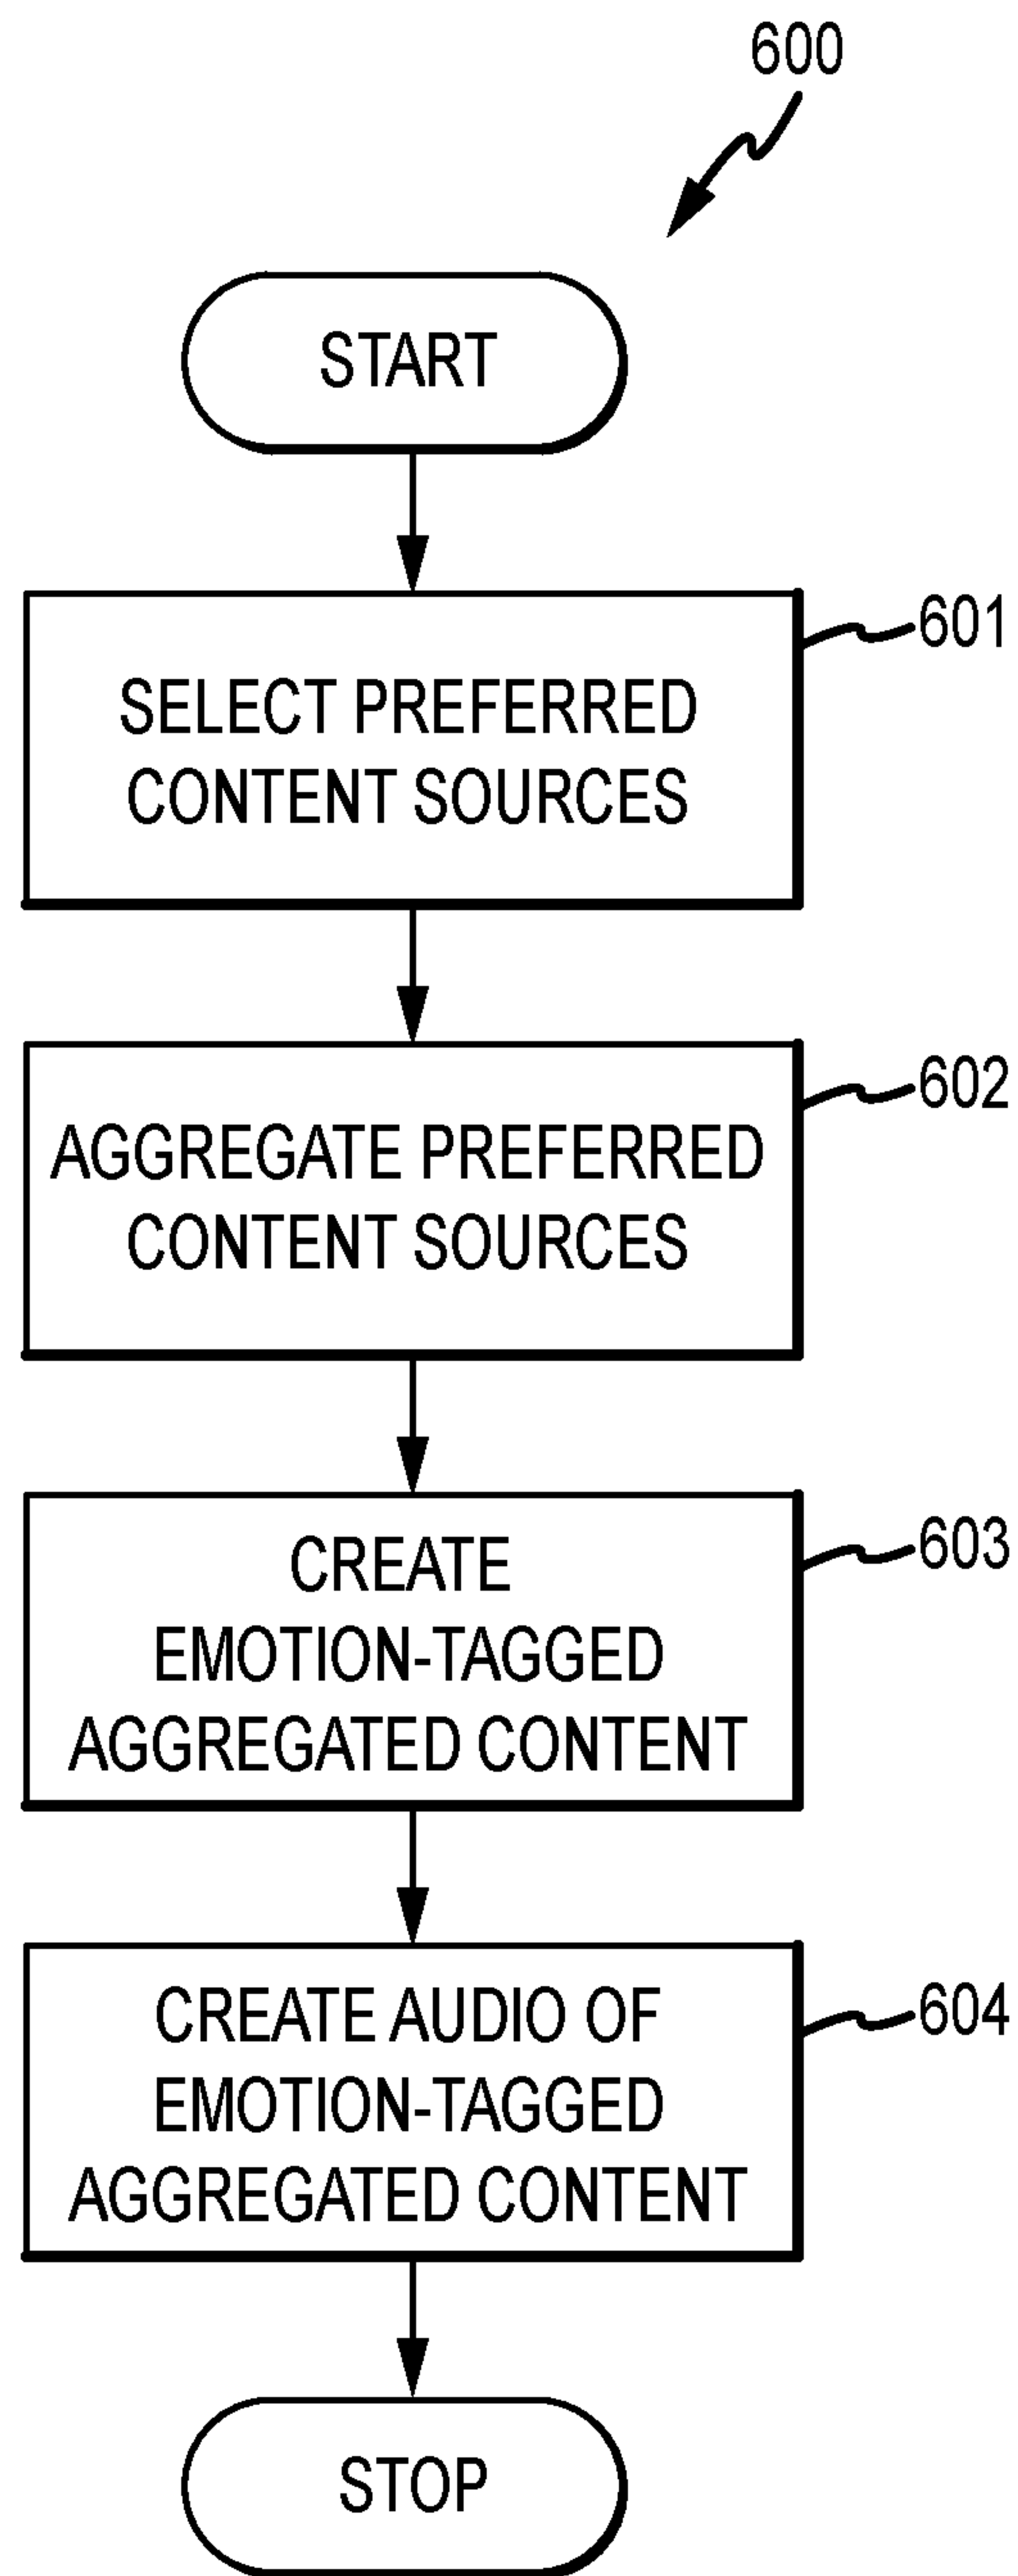 600
START
601
SELECT PREFERRED
CONTENT SOURCES
602
AGGREGATE PREFERRED
CONTENT SOURCES
603
CREATE
EMOTION-TAGGED
AGGREGATED CONTENT
604
CREATE AUDIO OF
EMOTION-TAGGED
AGGREGATED CONTENT
STOP